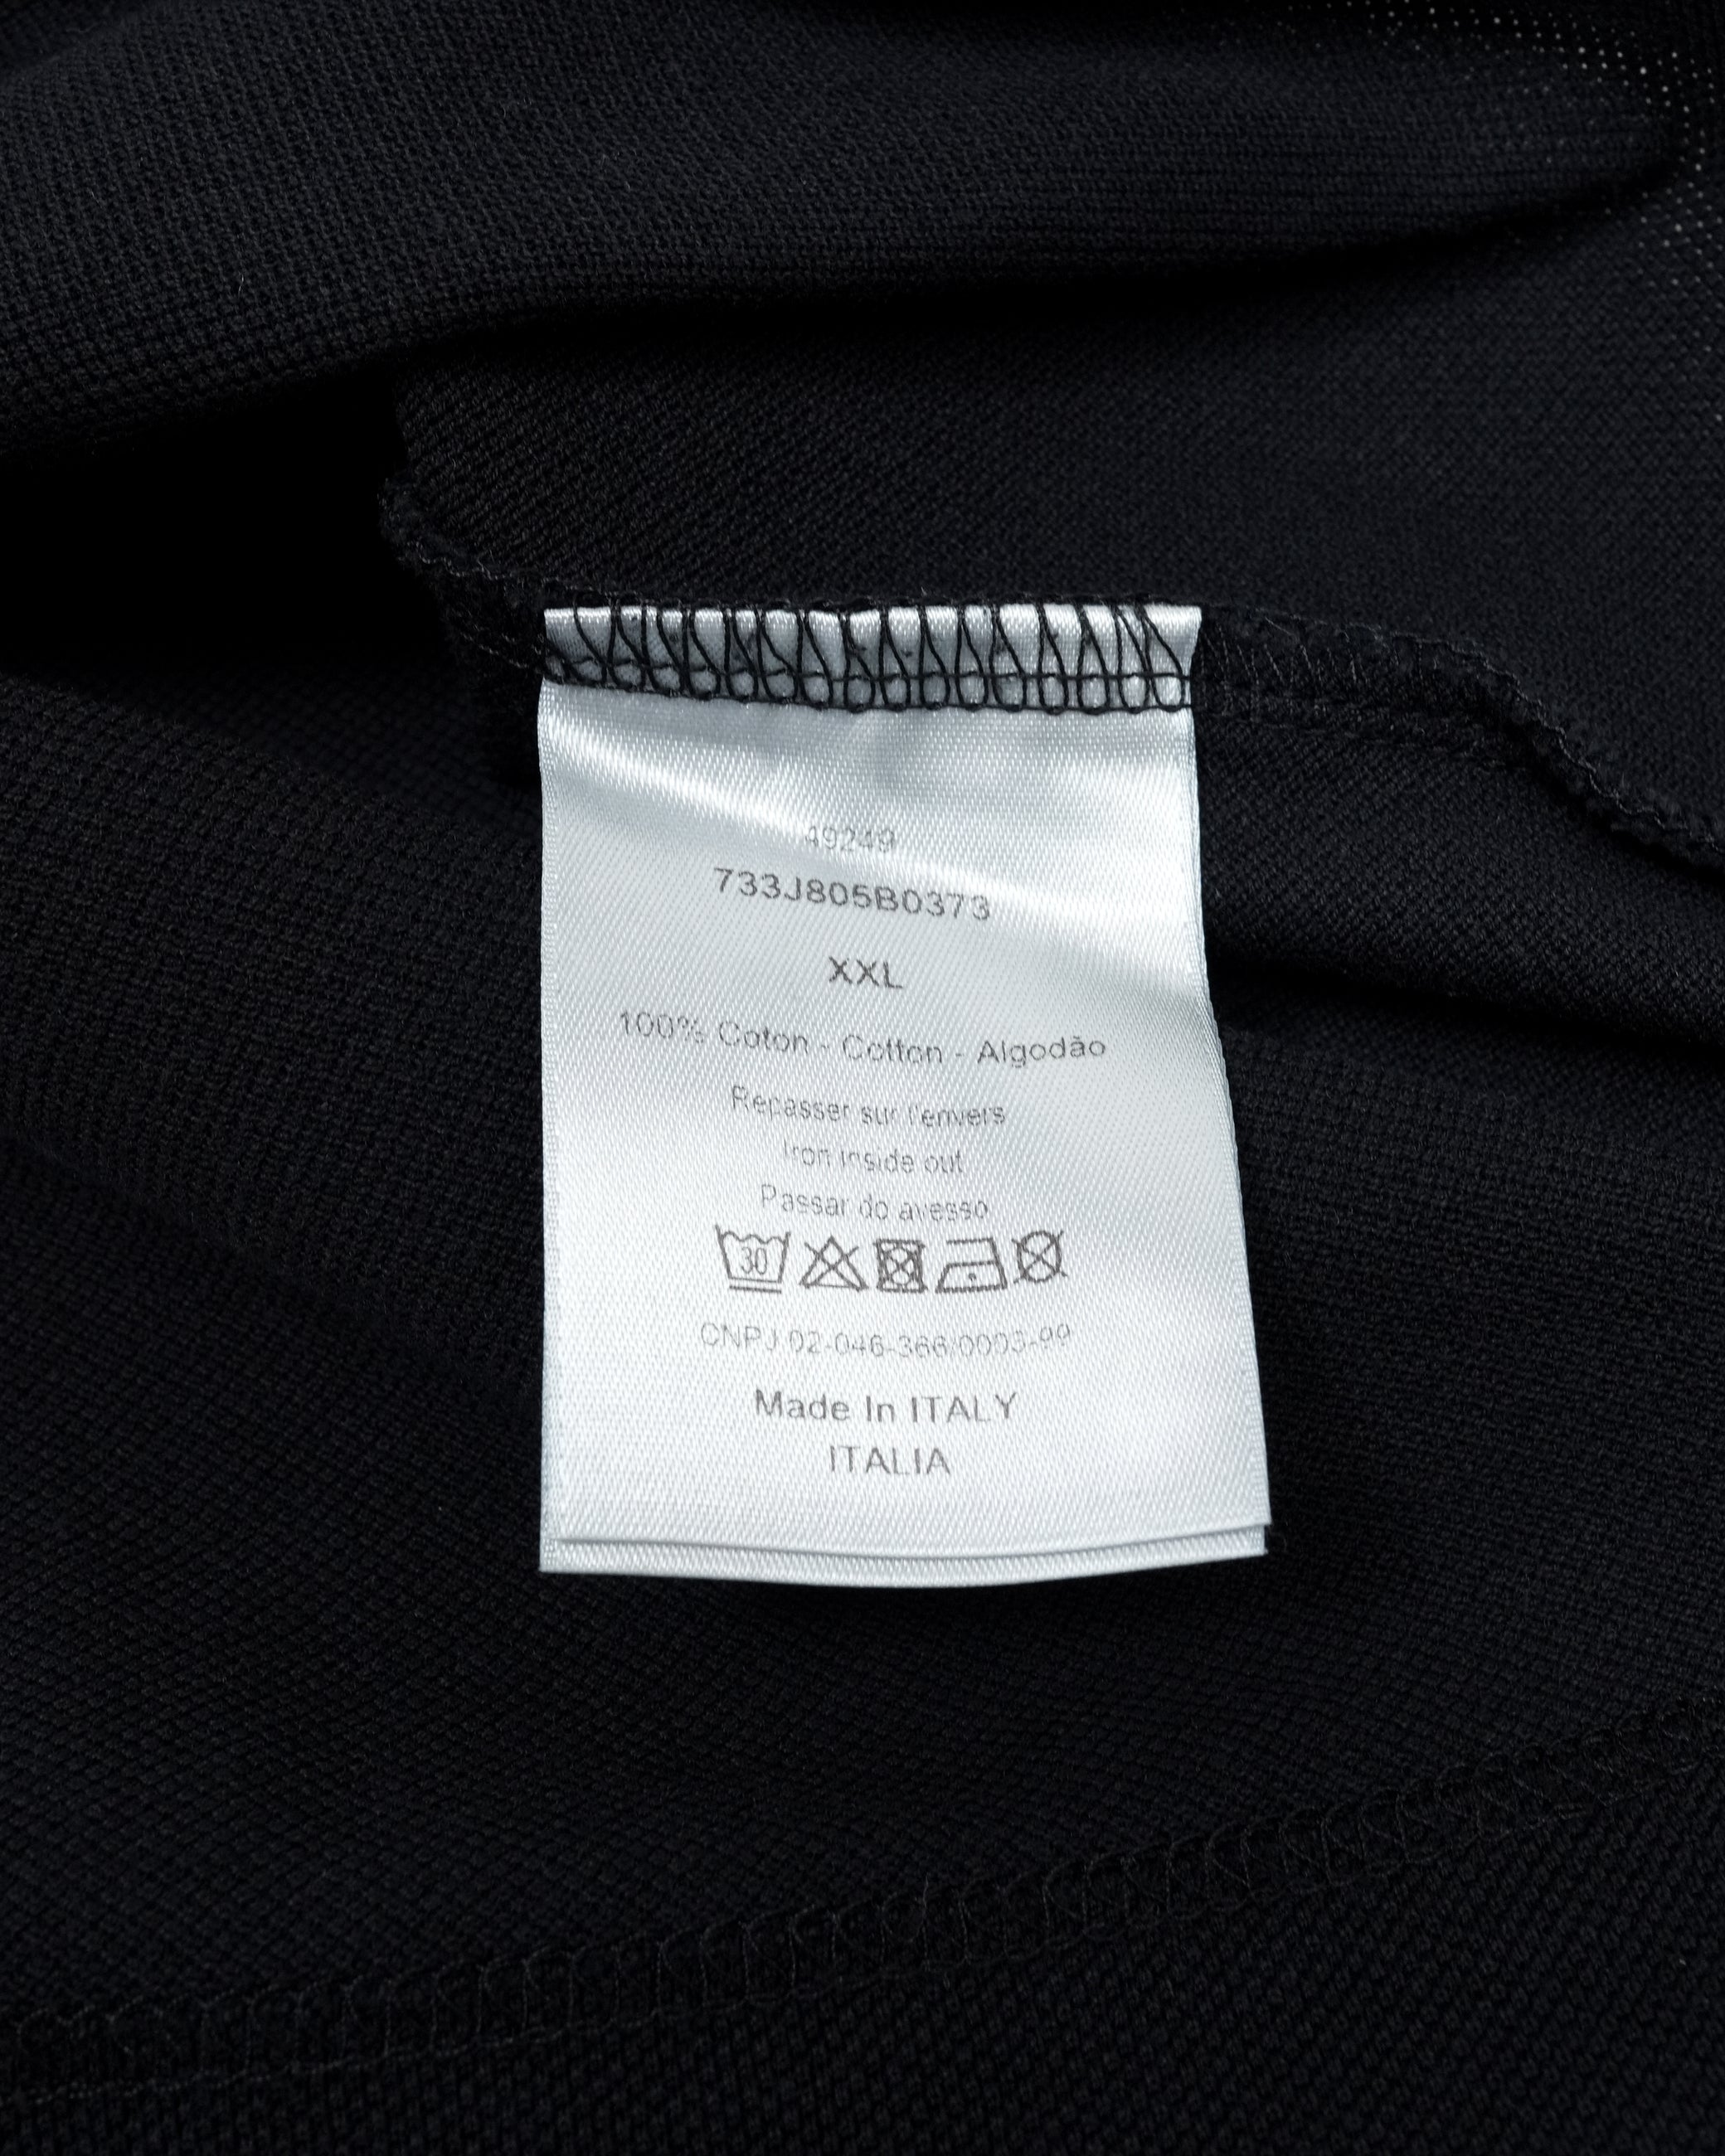 49249
733J805B0373
XXL
100% Coton - Cotton - Algodão
Repasser sur l'envers
Iron inside out
Passar do avesso
30
CNPJ 02-046-366/0003-99
Made In ITALY
ITALIA